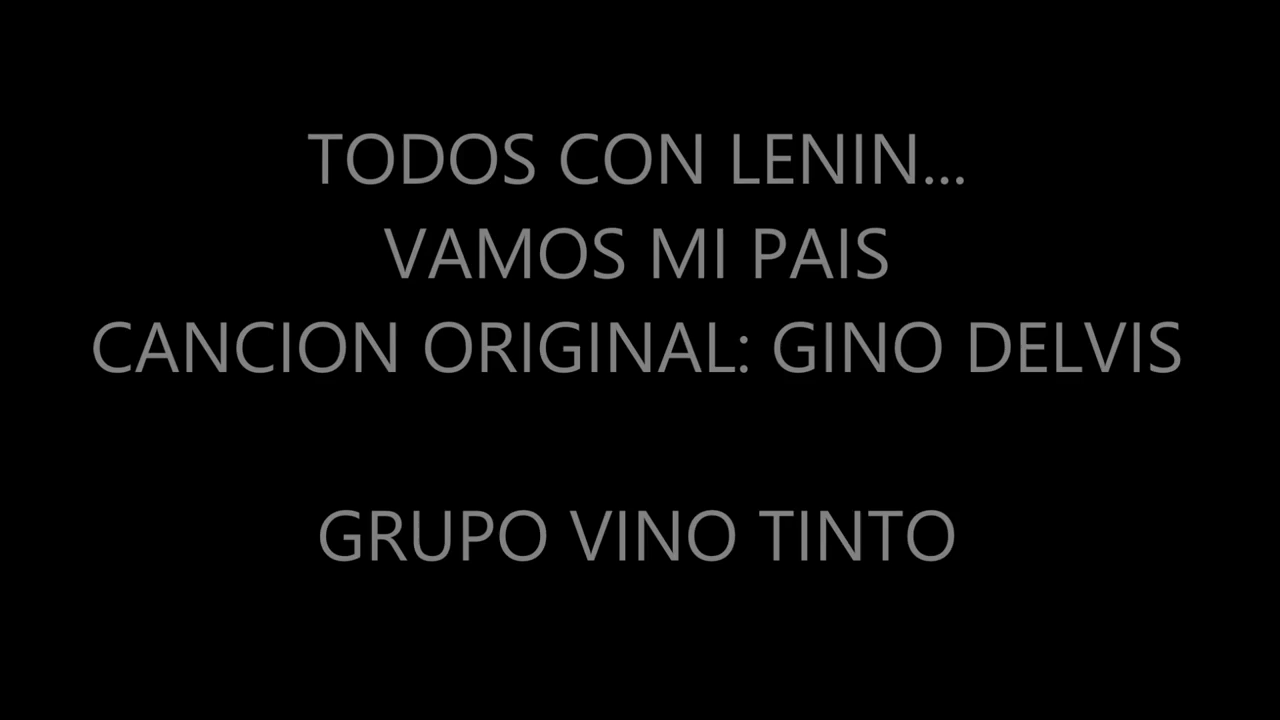 TODOS CON LENIN...
VAMOS MI PAIS
CANCION ORIGINAL: GINO DELVIS
GRUPO VINO TINTO